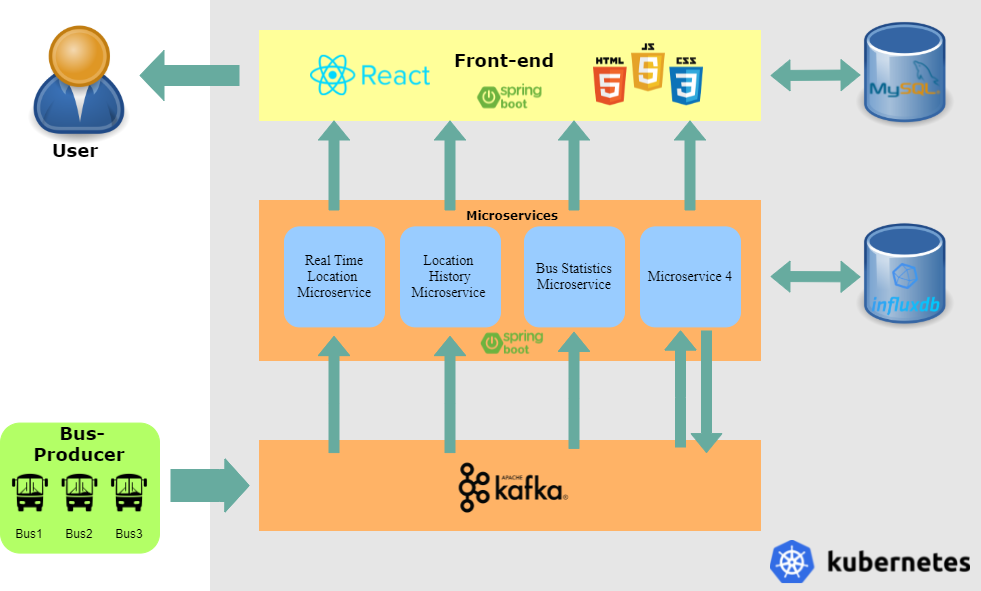 Front-end
React
spring
boot
HTML
5
JS
5
CSS
3
MySQL
User
Microservices
Real Time
Location
Microservice
Location
History
Microservice
Bus Statistics
Microservice
Microservice 4
spring
boot
influxdb
Bus-
Producer
Bus1
Bus2
Bus3
APACHE
kafka®
kubernetes